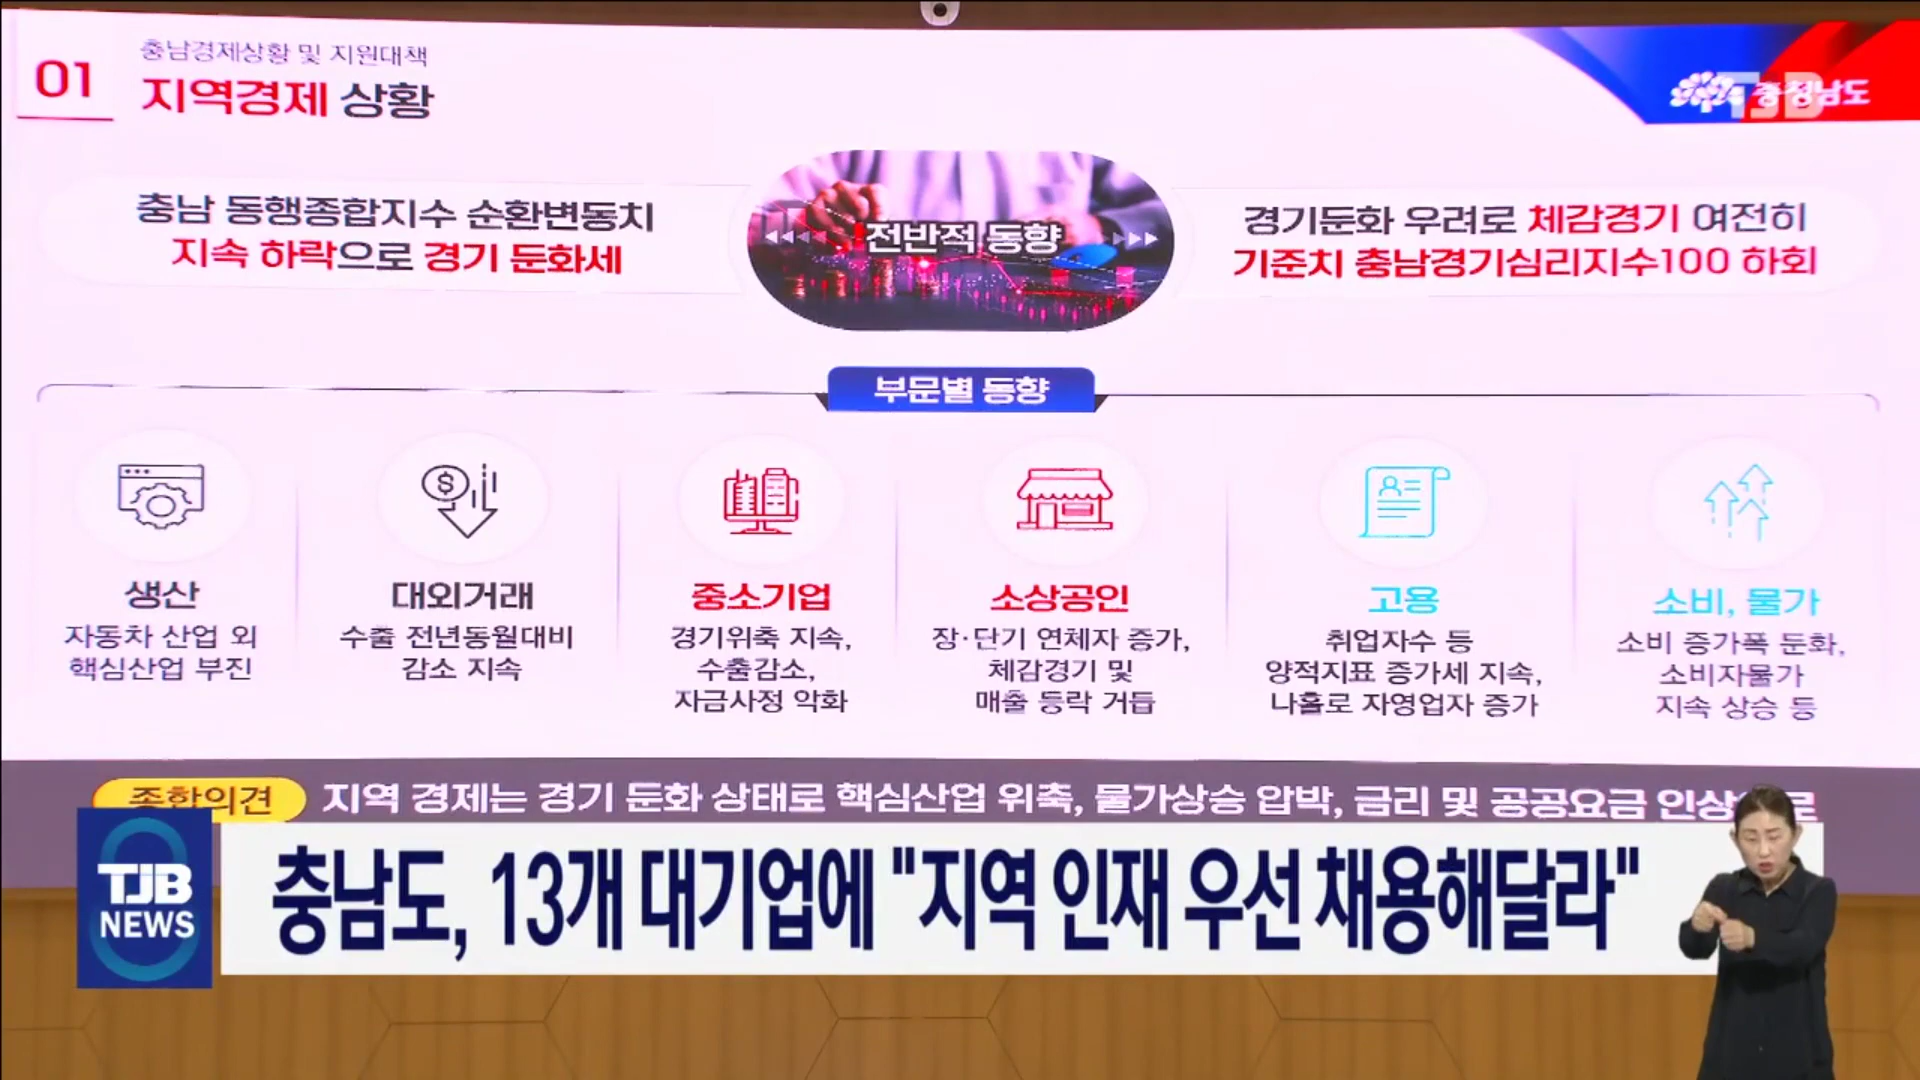 01
충남경제상황 및 지원대책
지역경제 상황
TJB
충청남도
충남 동행종합지수 순환변동치
지속 하락으로 경기 둔화세
전반적 동향
경기둔화 우려로 체감경기 여전히
기준치 충남경기심리지수100 하회
부문별 동향
생산
자동차 산업 외
핵심산업 부진
대외거래
수출 전년동월대비
감소 지속
중소기업
경기위축 지속,
수출감소,
자금사정 악화
소상공인
장·단기 연체자 증가,
체감경기 및
매출 등락 거듭
고용
취업자수 등
양적지표 증가세 지속,
나홀로 자영업자 증가
소비, 물가
소비 증가폭 둔화,
소비자물가
지속 상승 등
종합의견
지역 경제는 경기 둔화 상태로 핵심산업 위축, 물가상승 압박, 금리 및 공공요금 인상으로
TJB
NEWS
충남도, 13개 대기업에 "지역 인재 우선 채용해달라"